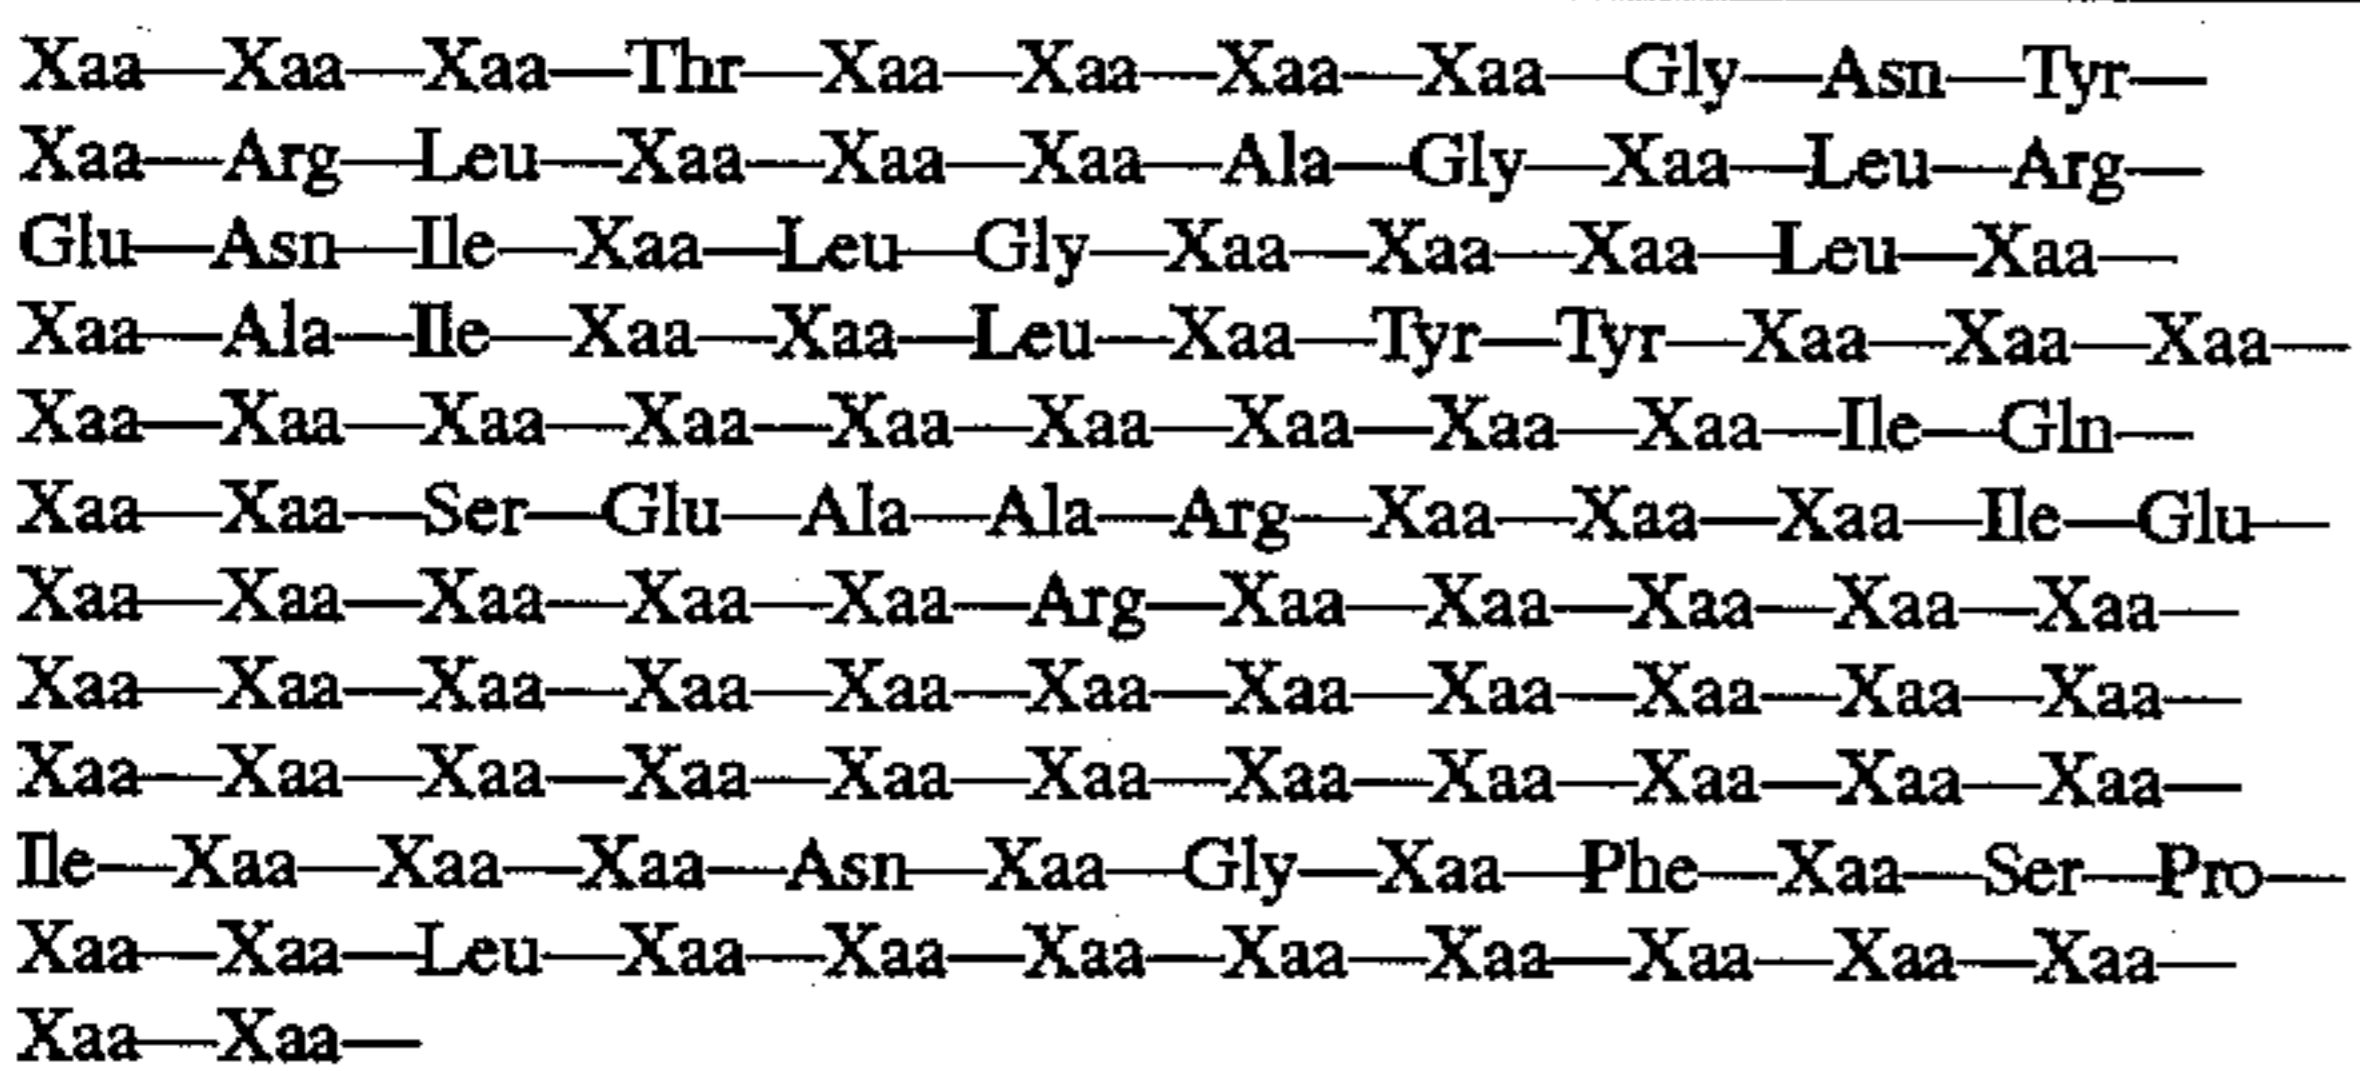 Xaa—Xaa—Xaa—Thr—Xaa—Xaa—Xaa—Xaa—Gly—Asn—Tyr—
Xaa—Arg—Leu—Xaa—Xaa—Xaa—Ala—Gly—Xaa—Leu—Arg—
Glu—Asn—Ile—Xaa—Leu—Gly—Xaa—Xaa—Xaa—Leu—Xaa—
Xaa—Ala—Ile—Xaa—Xaa—Leu—Xaa—Tyr—Tyr—Xaa—Xaa—Xaa—
Xaa—Xaa—Xaa—Xaa—Xaa—Xaa—Xaa—Xaa—Xaa—Ile—Gln—
Xaa—Xaa—Ser—Glu—Ala—Ala—Arg—Xaa—Xaa—Xaa—Ile—Glu—
Xaa—Xaa—Xaa—Xaa—Xaa—Arg—Xaa—Xaa—Xaa—Xaa—Xaa—
Xaa—Xaa—Xaa—Xaa—Xaa—Xaa—Xaa—Xaa—Xaa—Xaa—Xaa—
Xaa—Xaa—Xaa—Xaa—Xaa—Xaa—Xaa—Xaa—Xaa—Xaa—Xaa—
Ile—Xaa—Xaa—Xaa—Asn—Xaa—Gly—Xaa—Phe—Xaa—Ser—Pro—
Xaa—Xaa—Leu—Xaa—Xaa—Xaa—Xaa—Xaa—Xaa—Xaa—Xaa—
Xaa—Xaa—